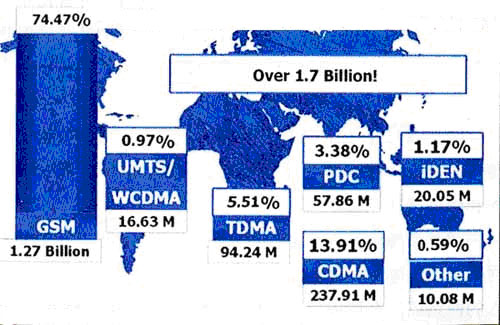 74.47%
GSM
1.27 Billion
Over 1.7 Billion!
0.97%
UMTS/
WCDMA
16.63 M
5.51%
TDMA
94.24 M
3.38%
PDC
57.86 M
13.91%
CDMA
237.91 M
1.17%
iDEN
20.05 M
0.59%
Other
10.08 M